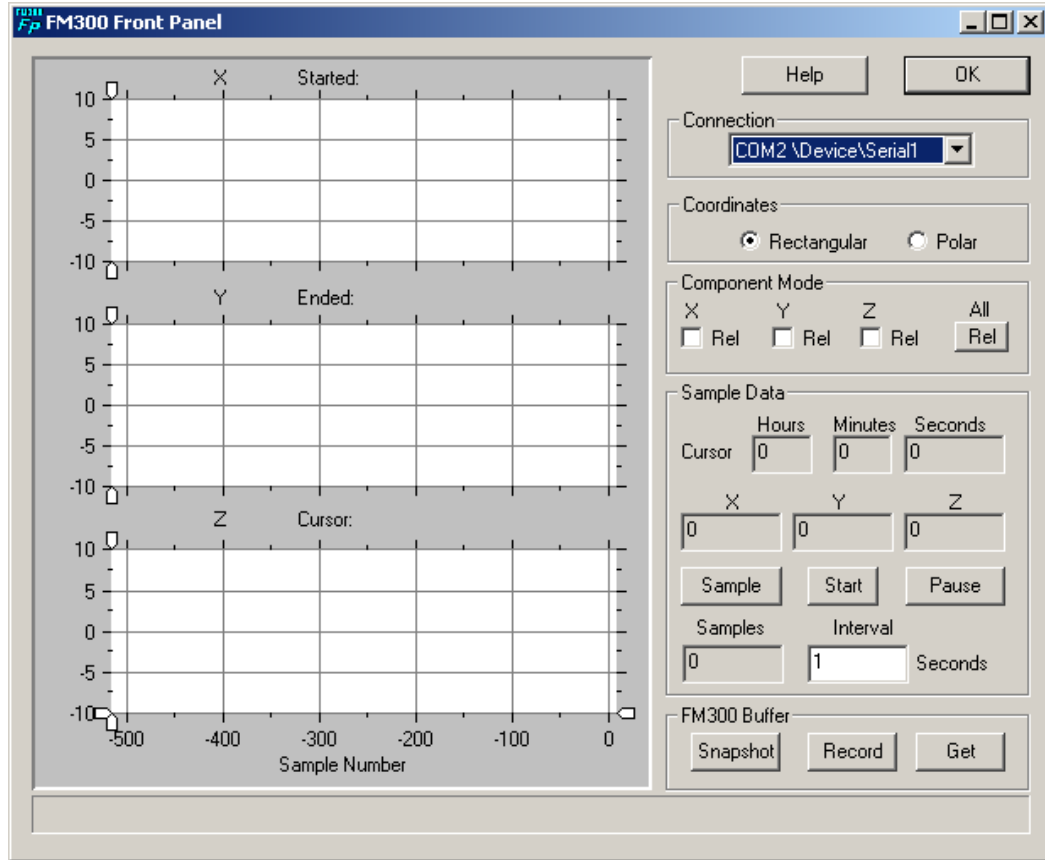 FM300
Fp FM300 Front Panel
X Started:
10
5
0
-5
-10
Y Ended:
10
5
0
-5
-10
Z Cursor:
10
5
0
-5
-10
-500 -400 -300 -200 -100 0
Sample Number
Help OK
Connection
COM2 \Device\Serial1
Coordinates
Rectangular Polar
Component Mode
X Y Z All
Rel Rel Rel Rel
Sample Data
Hours Minutes Seconds
Cursor 0 0 0
X Y Z
0 0 0
Sample Start Pause
Samples Interval
0 1 Seconds
FM300 Buffer
Snapshot Record Get